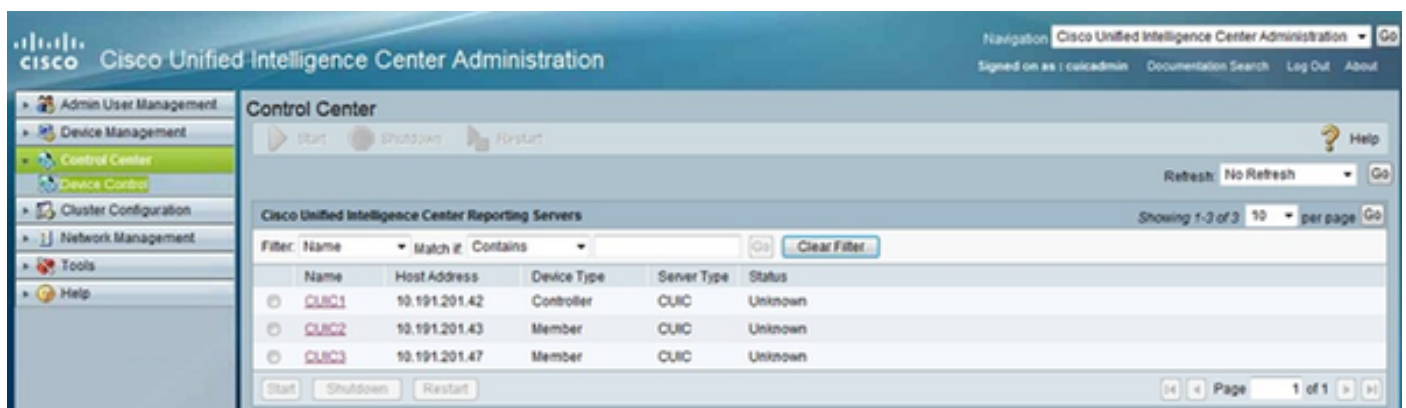 Navigation Cisco Unified Intelligence Center Administration Go
cisco Cisco Unified Intelligence Center Administration
Signed on as : cuicadmin Documentation Search Log Out About
Admin User Management
Device Management
Control Center
Device Control
Cluster Configuration
Network Management
Tools
Help
Control Center
Start Shutdown Restart
Help
Refresh: No Refresh Go
Cisco Unified Intelligence Center Reporting Servers Showing 1-3 of 3 10 per page Go
Filter: Name Match if: Contains Go Clear Filter
Name Host Address Device Type Server Type Status
CUIC1 10.191.201.42 Controller CUIC Unknown
CUIC2 10.191.201.43 Member CUIC Unknown
CUIC3 10.191.201.47 Member CUIC Unknown
Start Shutdown Restart Page 1 of 1